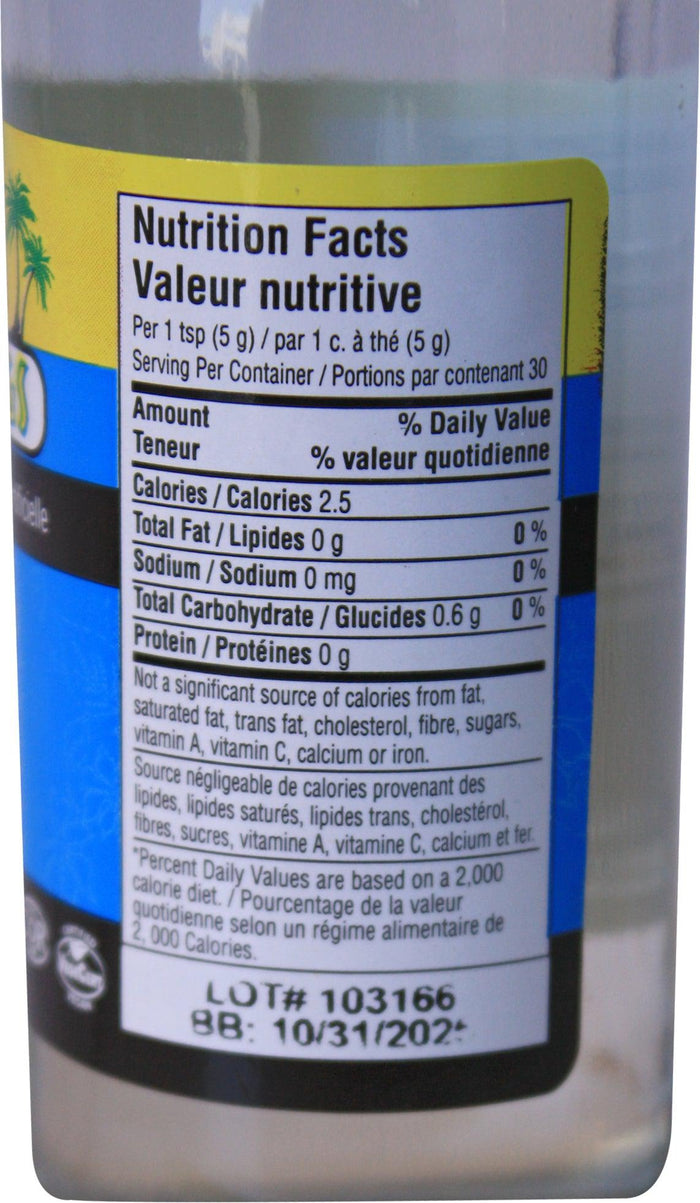 Nutrition Facts
Valeur nutritive
Per 1 tsp (5 g) / par 1 c. à thé (5 g)
Serving Per Container / Portions par contenant 30
Amount % Daily Value
Teneur % valeur quotidienne
Calories / Calories 2.5
Total Fat / Lipides 0 g 0 %
Sodium / Sodium 0 mg 0 %
Total Carbohydrate / Glucides 0.6 g 0 %
Protein / Protéines 0 g
Not a significant source of calories from fat,
saturated fat, trans fat, cholesterol, fibre, sugars,
vitamin A, vitamin C, calcium or iron.
Source négligeable de calories provenant des
lipides, lipides saturés, lipides trans, cholestérol,
fibres, sucres, vitamine A, vitamine C, calcium et fer.
*Percent Daily Values are based on a 2,000
calorie diet. / Pourcentage de la valeur
quotidienne selon un régime alimentaire de
2, 000 Calories.
LOT# 103166
BB: